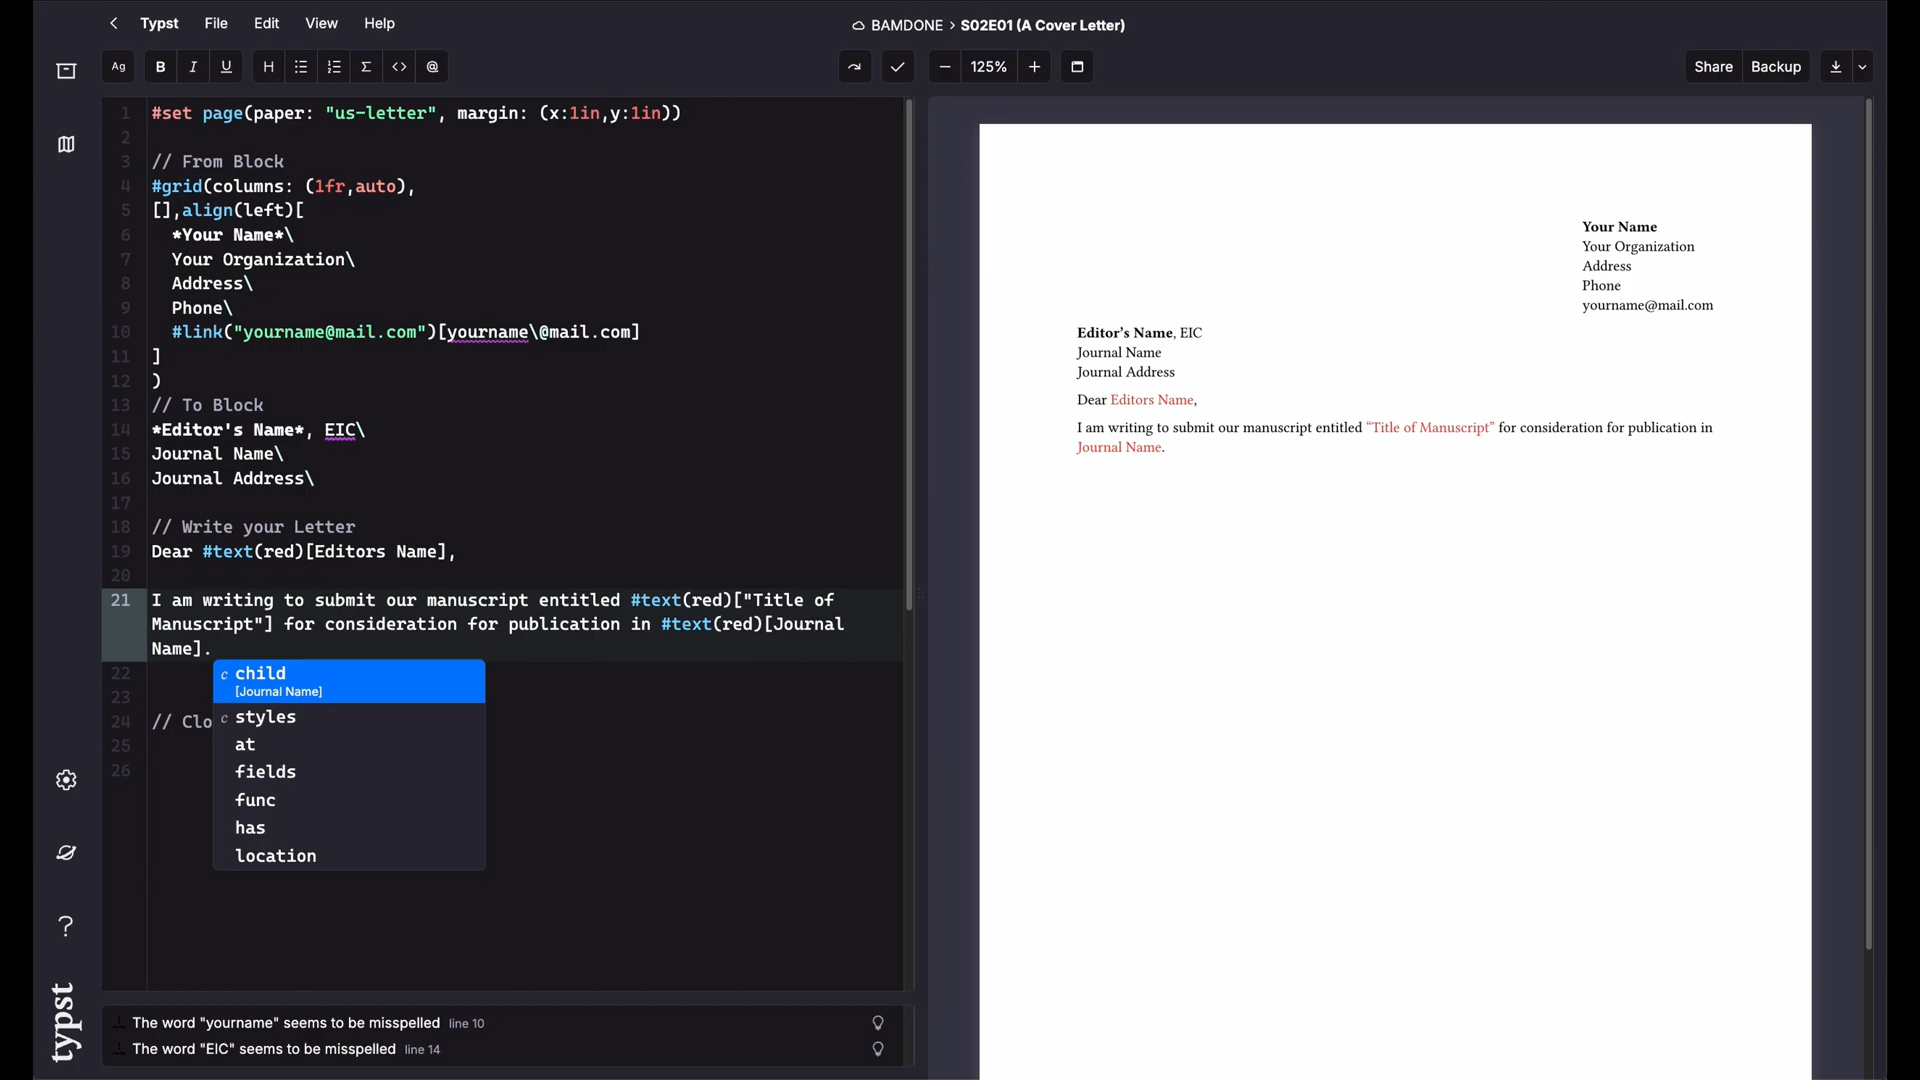 Typst File Edit View Help
BAMDONE › S02E01 (A Cover Letter)
Ag B I U H Σ <> @
125%
Share Backup
1 #set page(paper: "us-letter", margin: (x:1in,y:1in))
2
3 // From Block
4 #grid(columns: (1fr,auto),
5 [],align(left)[
6 *Your Name*\
7 Your Organization\
8 Address\
9 Phone\
10 #link("yourname@mail.com")[yourname\@mail.com]
11 ]
12 )
13 // To Block
14 *Editor's Name*, EIC\
15 Journal Name\
16 Journal Address\
17
18 // Write your Letter
19 Dear #text(red)[Editors Name],
20
21 I am writing to submit our manuscript entitled #text(red)["Title of
Manuscript"] for consideration for publication in #text(red)[Journal
Name].
22
23
24 // Clo
25
26
c child
[Journal Name]
c styles
at
fields
func
has
location
The word "yourname" seems to be misspelled line 10
The word "EIC" seems to be misspelled line 14
?
typst
Your Name
Your Organization
Address
Phone
yourname@mail.com
Editor’s Name, EIC
Journal Name
Journal Address
Dear Editors Name,
I am writing to submit our manuscript entitled “Title of Manuscript” for consideration for publication in
Journal Name.